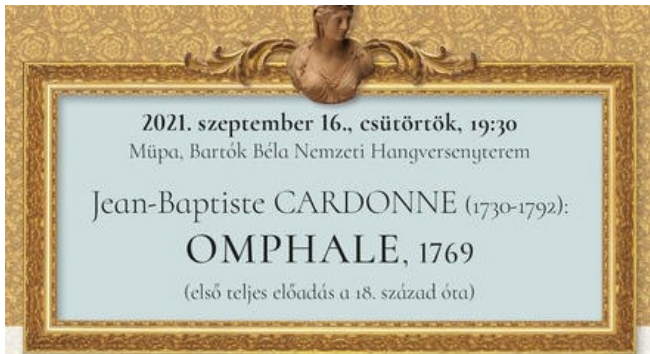 2021. szeptember 16., csütörtök, 19:30
Müpa, Bartók Béla Nemzeti Hangversenyterem
Jean-Baptiste CARDONNE (1730-1792):
OMPHALE, 1769
(első teljes előadás a 18. század óta)